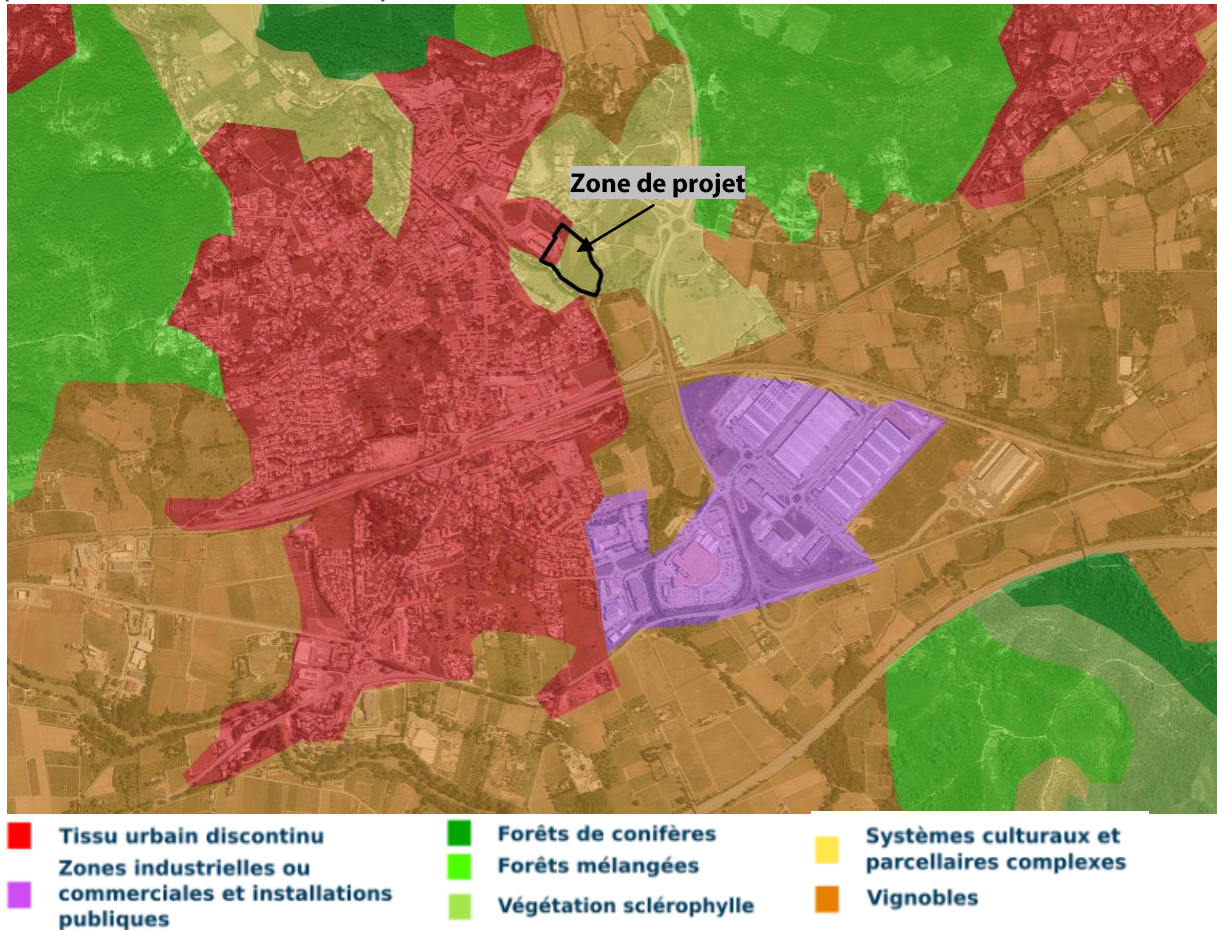 Zone de projet
Tissu urbain discontinu
Zones industrielles ou
commerciales et installations
publiques
Forêts de conifères
Forêts mélangées
Végétation sclérophylle
Systèmes culturaux et
parcellaires complexes
Vignobles